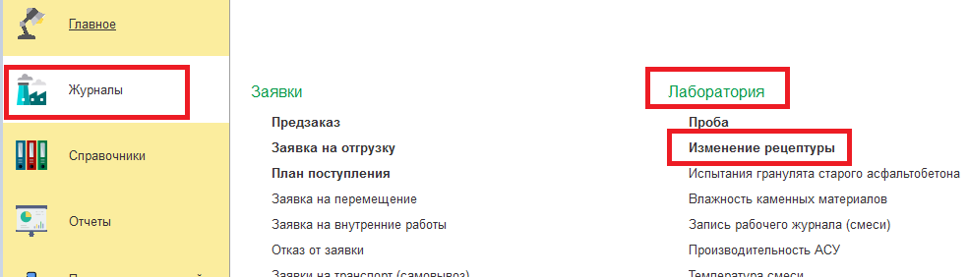 Главное
Журналы
Справочники
Отчеты
Заявки
Предзаказ
Заявка на отгрузку
План поступления
Заявка на перемещение
Заявка на внутренние работы
Отказ от заявки
Заявки на транспорт (самовывоз)
Лаборатория
Проба
Изменение рецептуры
Испытания гранулята старого асфальтобетона
Влажность каменных материалов
Запись рабочего журнала (смеси)
Производительность АСУ
Температура смеси